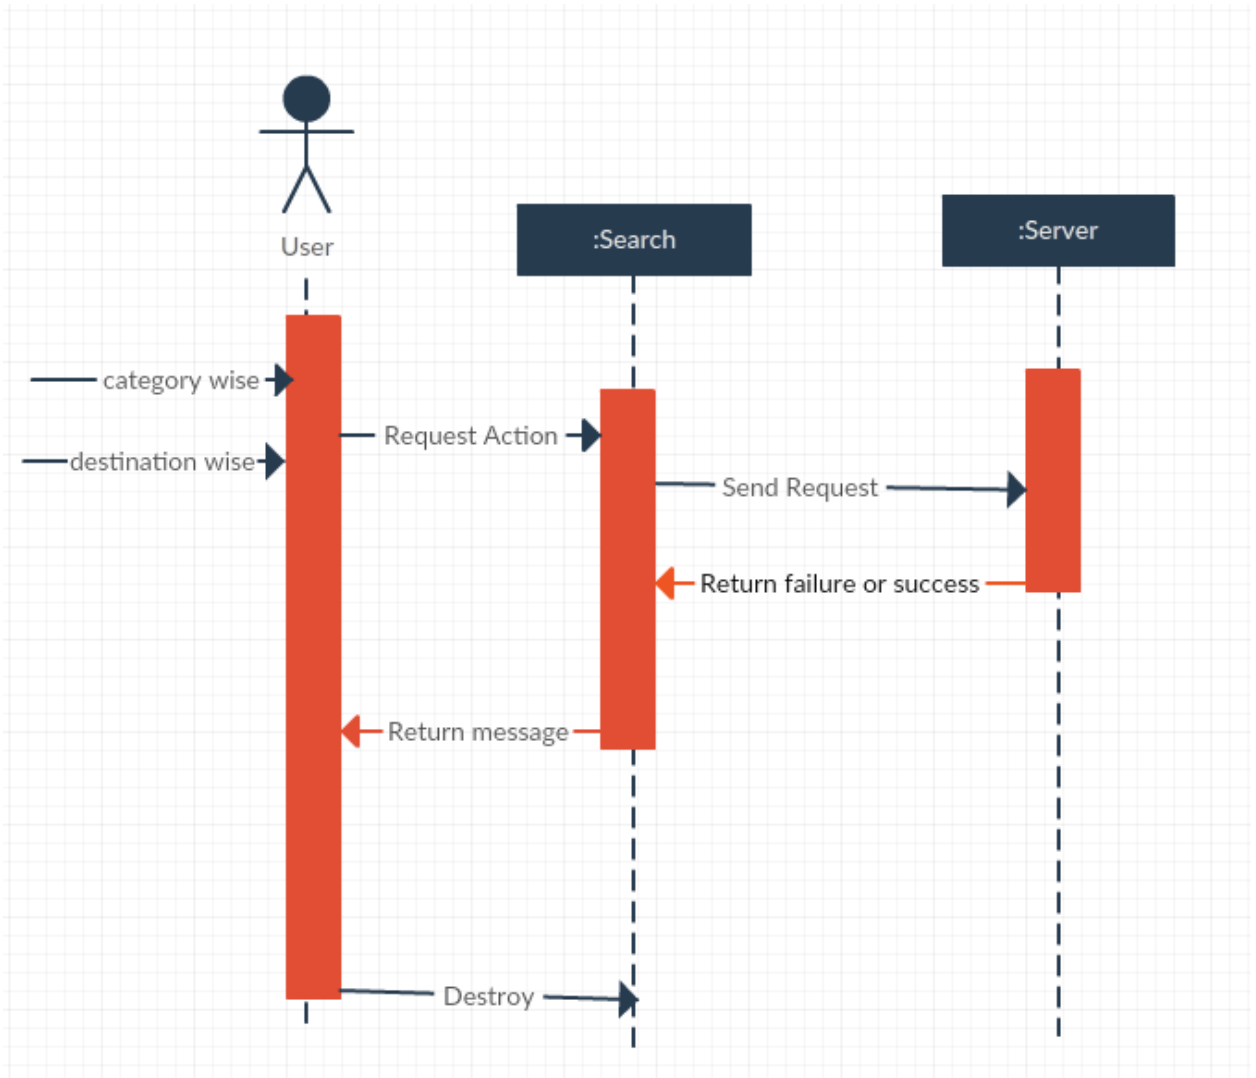 User
:Search
:Server
category wise
Request Action
destination wise
Send Request
Return failure or success
Return message
Destroy